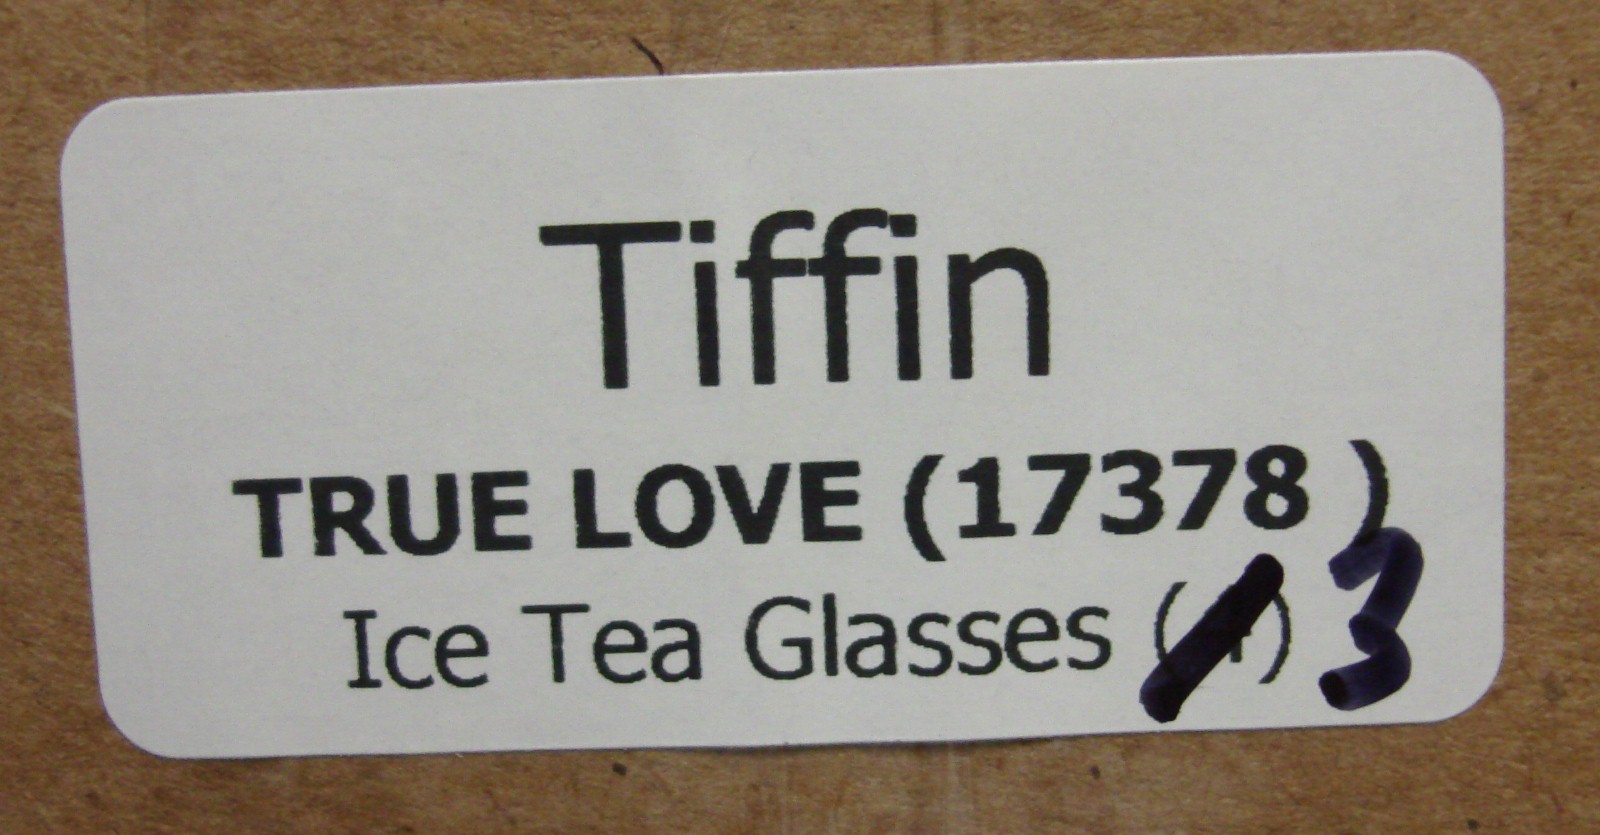 Tiffin
TRUE LOVE (17378 )
Ice Tea Glasses ( ) 3